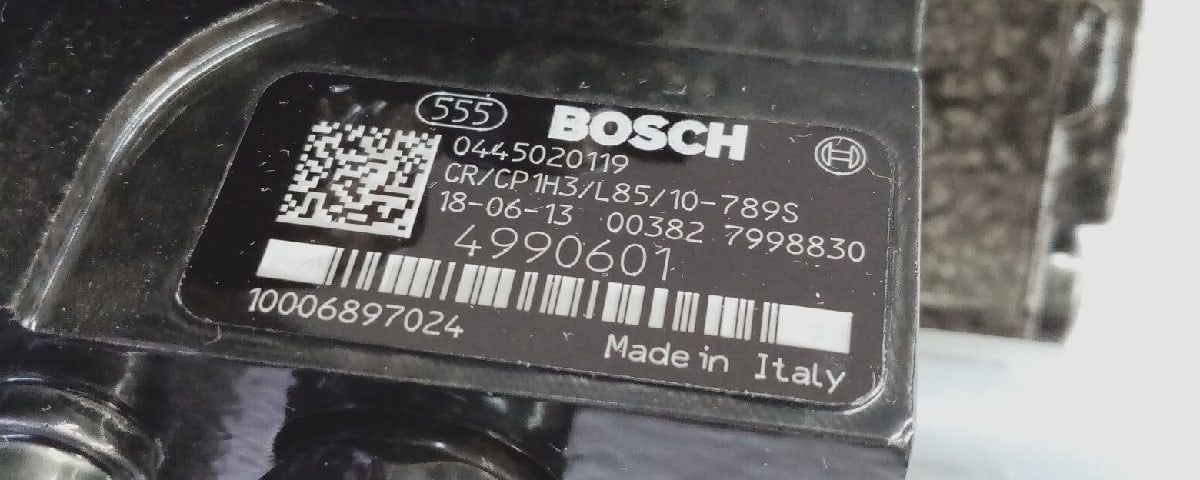 555 BOSCH
0445020119
CR/CP1H3/L85/10-789S
18-06-13 00382 7998830
4990601
10006897024
Made in Italy